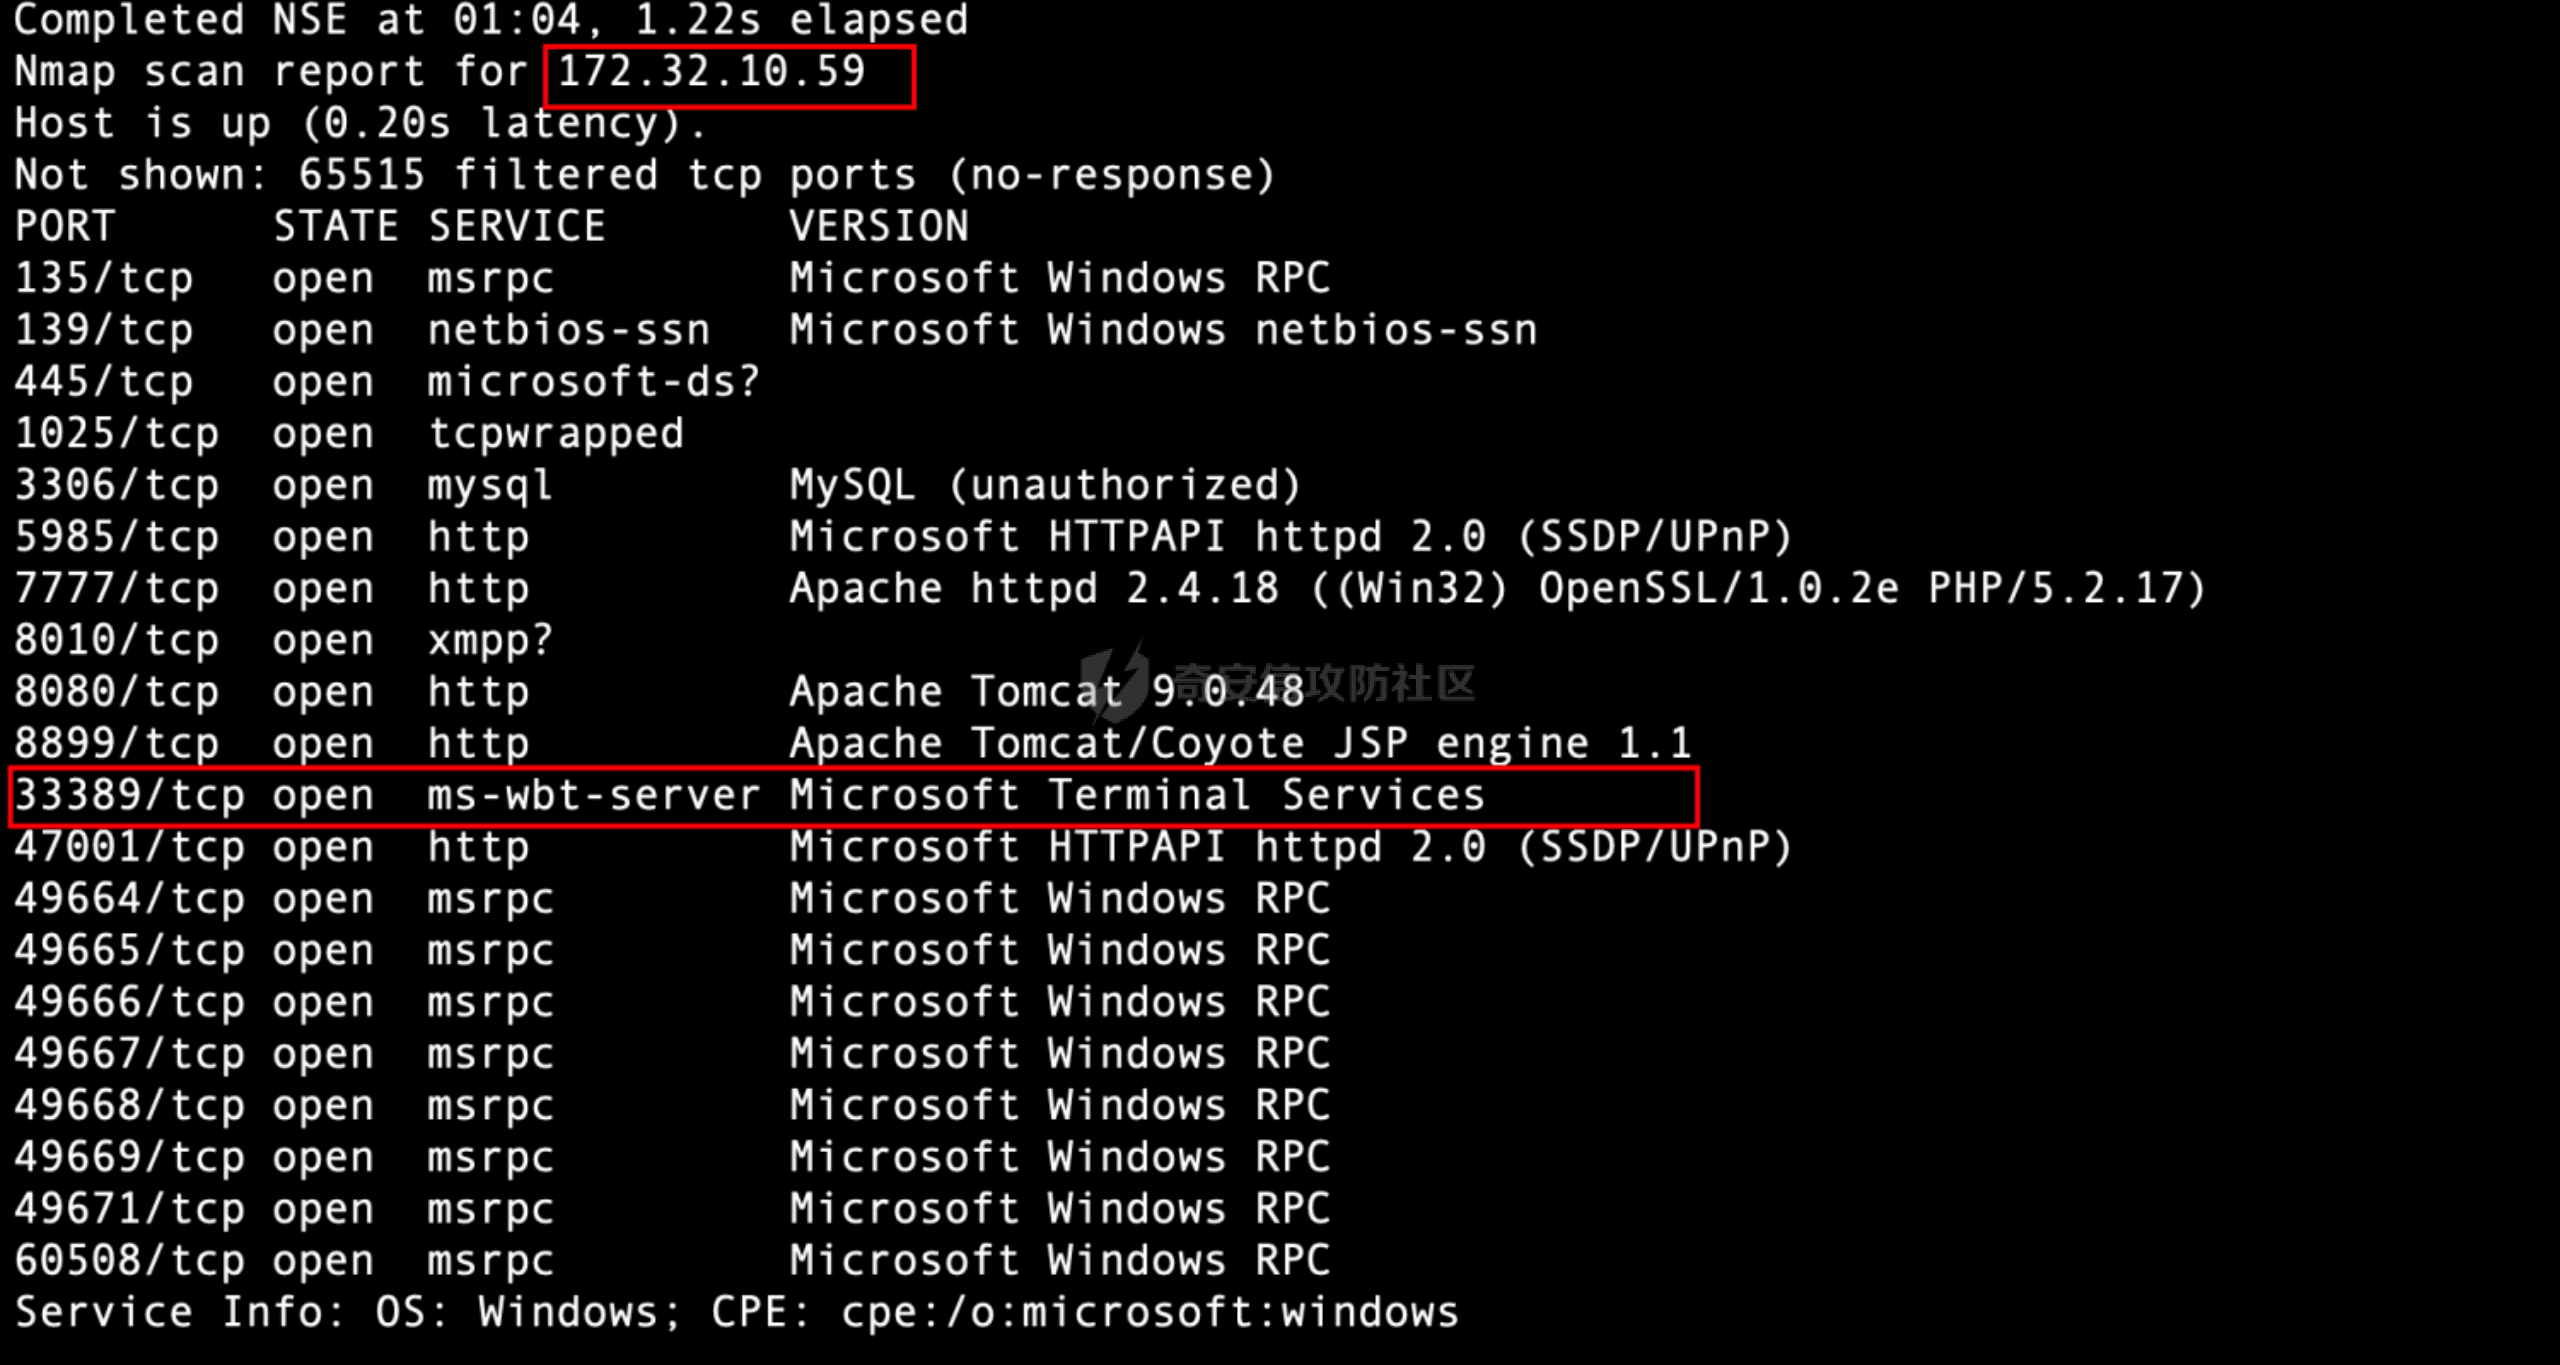 Completed NSE at 01:04, 1.22s elapsed
Nmap scan report for 172.32.10.59
Host is up (0.20s latency).
Not shown: 65515 filtered tcp ports (no-response)
PORT STATE SERVICE VERSION
135/tcp open msrpc Microsoft Windows RPC
139/tcp open netbios-ssn Microsoft Windows netbios-ssn
445/tcp open microsoft-ds?
1025/tcp open tcpwrapped
3306/tcp open mysql MySQL (unauthorized)
5985/tcp open http Microsoft HTTPAPI httpd 2.0 (SSDP/UPnP)
7777/tcp open http Apache httpd 2.4.18 ((Win32) OpenSSL/1.0.2e PHP/5.2.17)
8010/tcp open xmpp?
奇安信攻防社区
8080/tcp open http Apache Tomcat 9.0.48
8899/tcp open http Apache Tomcat/Coyote JSP engine 1.1
33389/tcp open ms-wbt-server Microsoft Terminal Services
47001/tcp open http Microsoft HTTPAPI httpd 2.0 (SSDP/UPnP)
49664/tcp open msrpc Microsoft Windows RPC
49665/tcp open msrpc Microsoft Windows RPC
49666/tcp open msrpc Microsoft Windows RPC
49667/tcp open msrpc Microsoft Windows RPC
49668/tcp open msrpc Microsoft Windows RPC
49669/tcp open msrpc Microsoft Windows RPC
49671/tcp open msrpc Microsoft Windows RPC
60508/tcp open msrpc Microsoft Windows RPC
Service Info: OS: Windows; CPE: cpe:/o:microsoft:windows